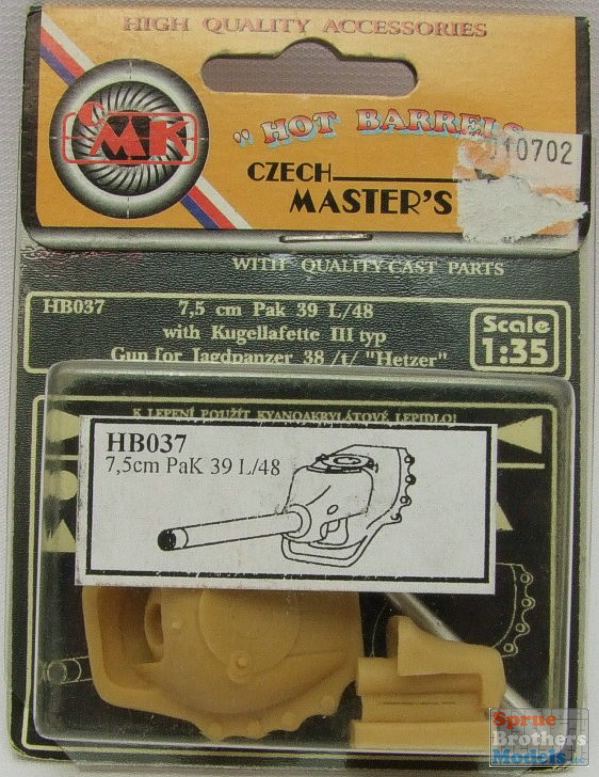 HIGH QUALITY ACCESSORIES
CMK
,, HOT BARRELS
010702
CZECH
MASTER'S
WITH QUALITY CAST PARTS
HB037 7,5 cm Pak 39 L/48
with Kugellafette III typ
Gun for Jagdpanzer 38 /t/ "Hetzer"
Scale
1:35
K LEPENÍ POUŽÍT KYANOAKRYLÁTOVÉ LEPIDLO!
HB037
7,5cm PaK 39 L/48
Sprue
Brothers
Models LLC